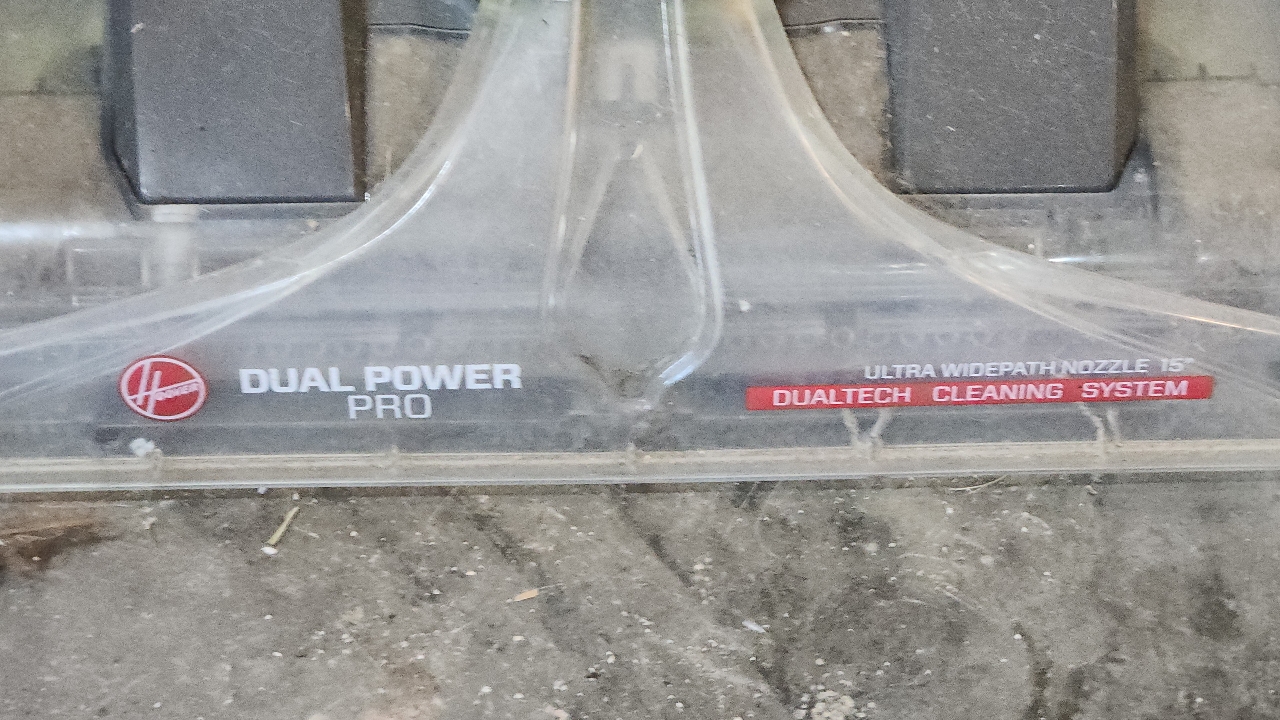 HOOVER
DUAL POWER
PRO
ULTRA WIDEPATH NOZZLE 15"
DUALTECH CLEANING SYSTEM